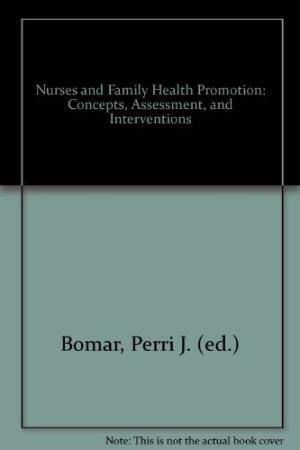 Nurses and Family Health Promotion:
Concepts, Assessment, and
Interventions
Bomar, Perri J. (ed.)
Note: This is not the actual book cover